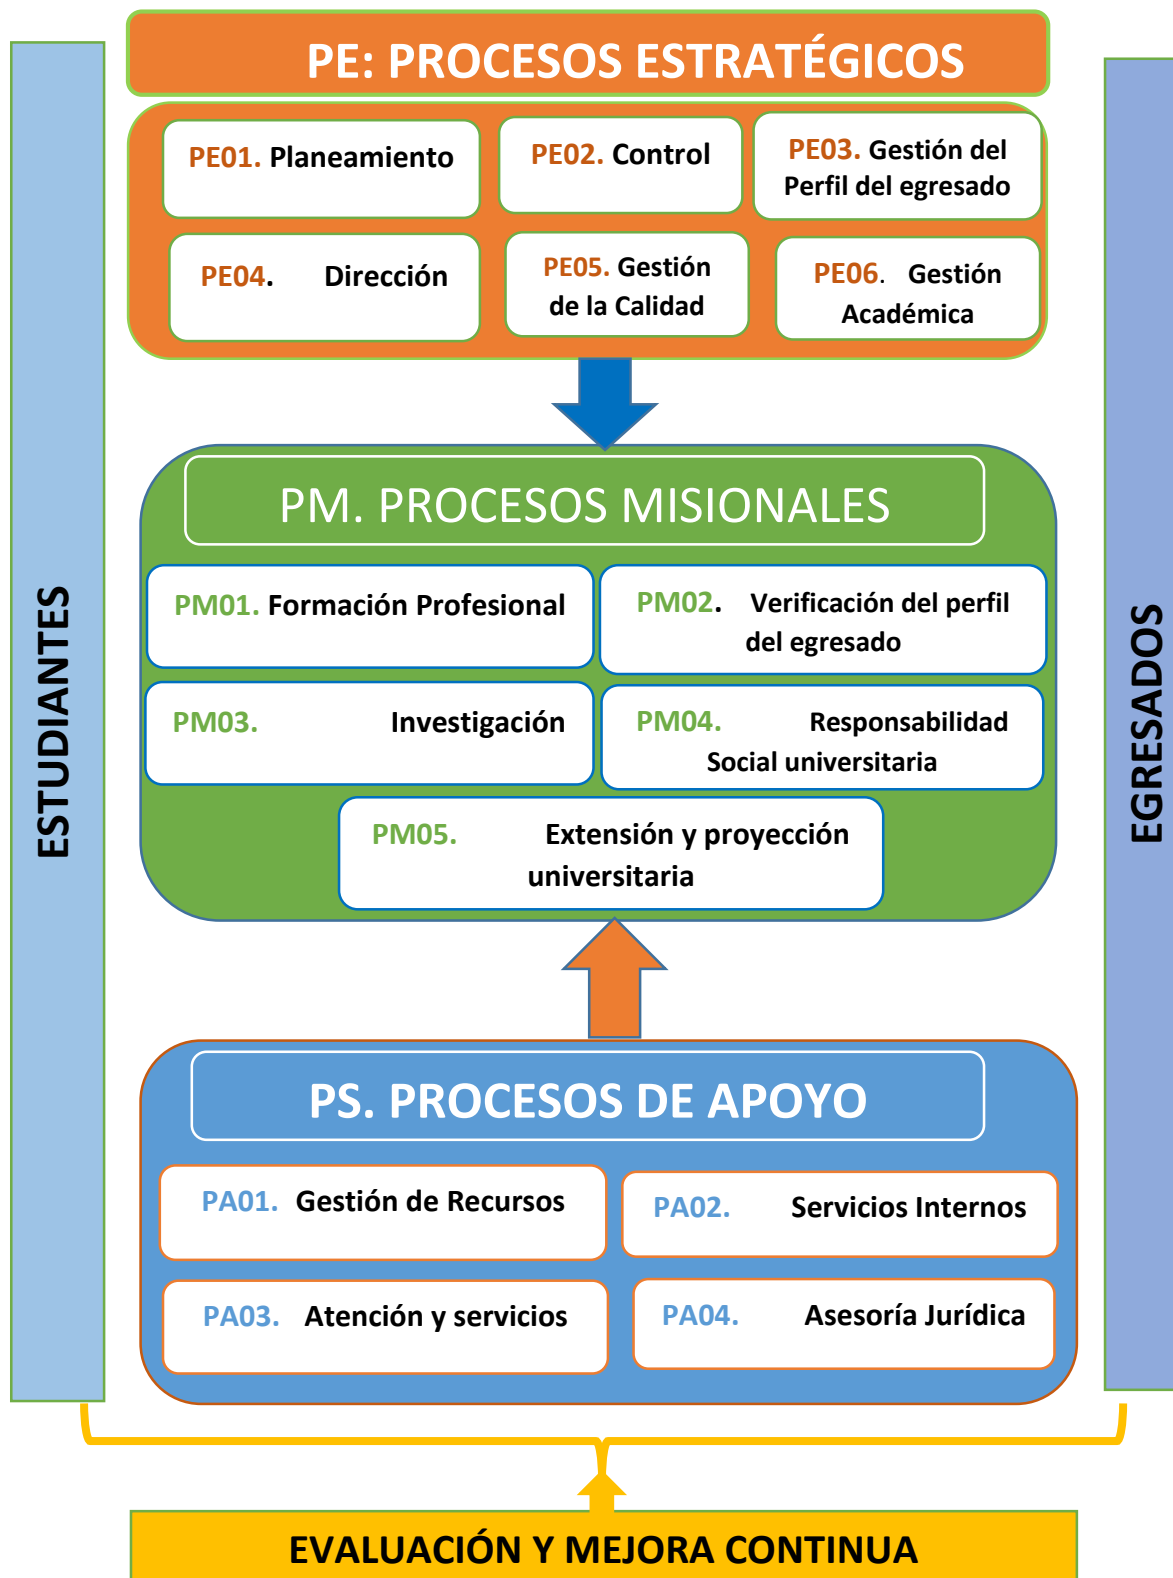 PE: PROCESOS ESTRATÉGICOS
PE01. Planeamiento
PE02. Control
PE03. Gestión del
Perfil del egresado
PE04. Dirección
PE05. Gestión
de la Calidad
PE06. Gestión
Académica
ESTUDIANTES
PM. PROCESOS MISIONALES
PM01. Formación Profesional
PM02. Verificación del perfil
del egresado
PM03. Investigación
PM04. Responsabilidad
Social universitaria
PM05. Extensión y proyección
universitaria
EGRESADOS
PS. PROCESOS DE APOYO
PA01. Gestión de Recursos
PA02. Servicios Internos
PA03. Atención y servicios
PA04. Asesoría Jurídica
EVALUACIÓN Y MEJORA CONTINUA